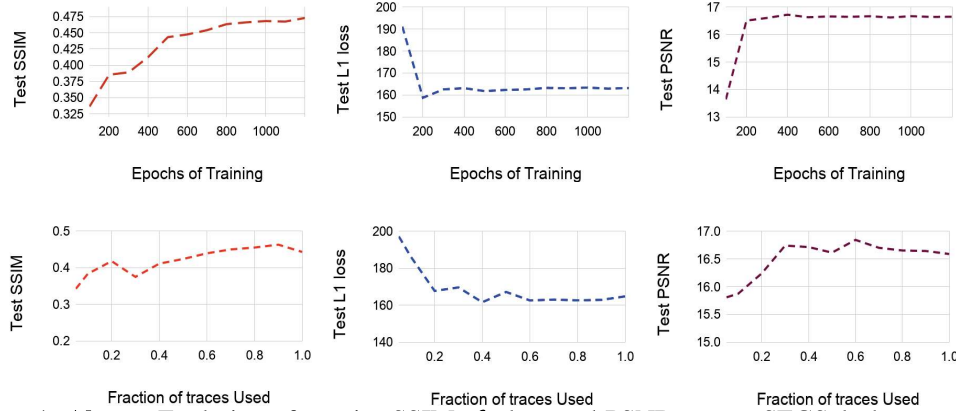 Test SSIM
0.475
0.450
0.425
0.400
0.375
0.350
0.325
200 400 600 800 1000
Epochs of Training
Test L1 loss
200
190
180
170
160
150
200 400 600 800 1000
Epochs of Training
Test PSNR
17
16
15
14
13
200 400 600 800 1000
Epochs of Training
Test SSIM
0.5
0.4
0.3
0.2
0.2 0.4 0.6 0.8 1.0
Fraction of traces Used
Test L1 loss
200
180
160
140
0.2 0.4 0.6 0.8 1.0
Fraction of traces Used
Test PSNR
17.0
16.5
16.0
15.5
15.0
0.2 0.4 0.6 0.8 1.0
Fraction of traces Used